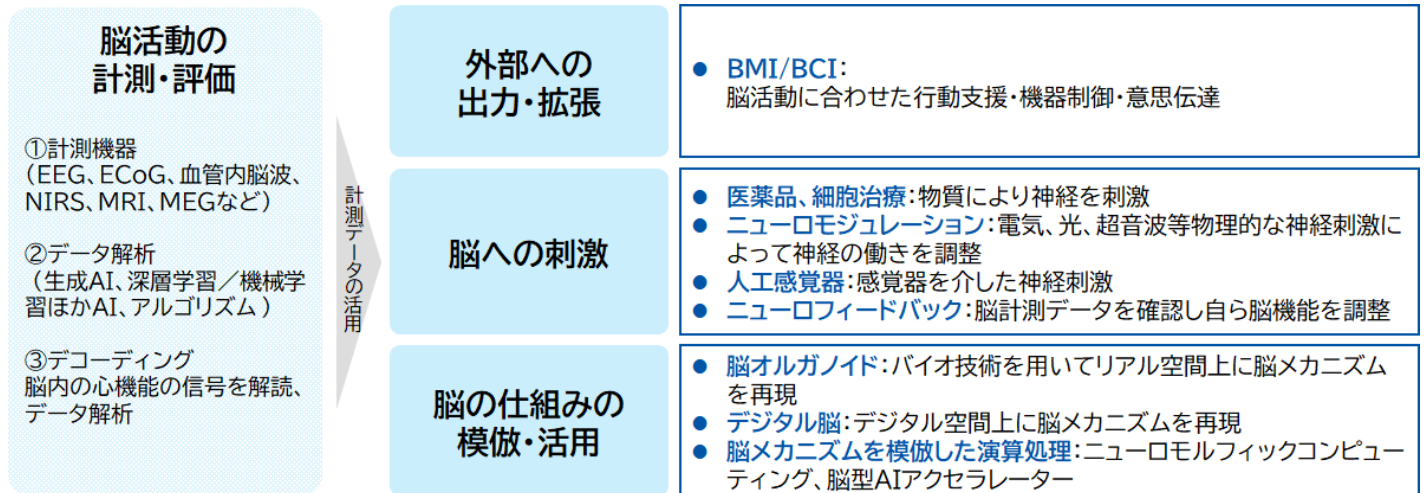 脳活動の
計測・評価
①計測機器
（EEG、ECoG、血管内脳波、
NIRS、MRI、MEGなど）
②データ解析
（生成AI、深層学習／機械学
習ほかAI、アルゴリズム）
③デコーディング
脳内の心機能の信号を解読、
データ解析
計測データの活用
外部への
出力・拡張
● BMI/BCI：
脳活動に合わせた行動支援・機器制御・意思伝達
脳への刺激
● 医薬品、細胞治療：物質により神経を刺激
● ニューロモジュレーション：電気、光、超音波等物理的な神経刺激に
よって神経の働きを調整
● 人工感覚器：感覚器を介した神経刺激
● ニューロフィードバック：脳計測データを確認し自ら脳機能を調整
脳の仕組みの
模倣・活用
● 脳オルガノイド：バイオ技術を用いてリアル空間上に脳メカニズム
を再現
● デジタル脳：デジタル空間上に脳メカニズムを再現
● 脳メカニズムを模倣した演算処理：ニューロモルフィックコンピュー
ティング、脳型AIアクセラレーター